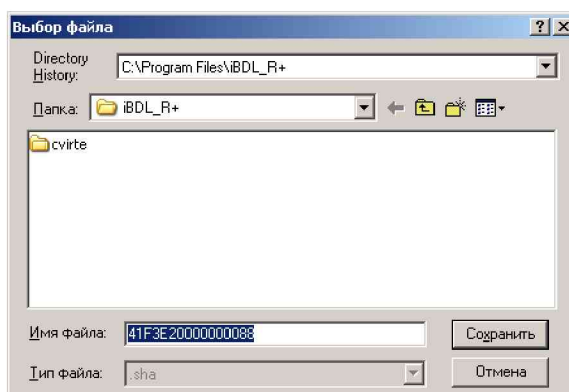 Выбор файла
Directory History:
C:\Program Files\iBDL_R+
Папка: iBDL_R+
cvirte
Имя файла: 41F3E20000000088 Сохранить
Тип файла: .sha Отмена